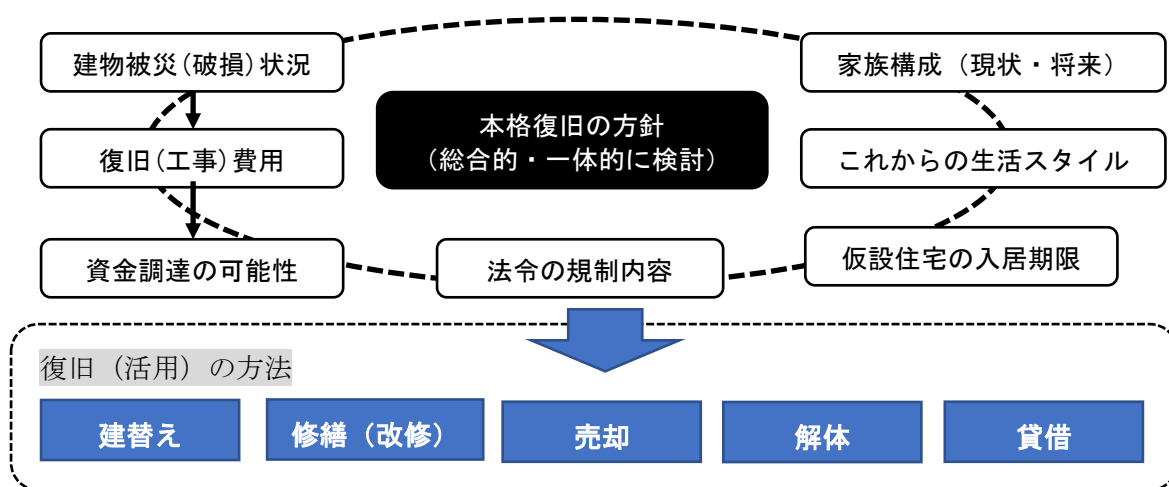 建物被災(破損)状況
家族構成(現状・将来)
本格復旧の方針
(総合的・一体的に検討)
復旧(工事)費用
これからの生活スタイル
資金調達の可能性
法令の規制内容
仮設住宅の入居期限
復旧(活用)の方法
建替え
修繕(改修)
売却
解体
貸借